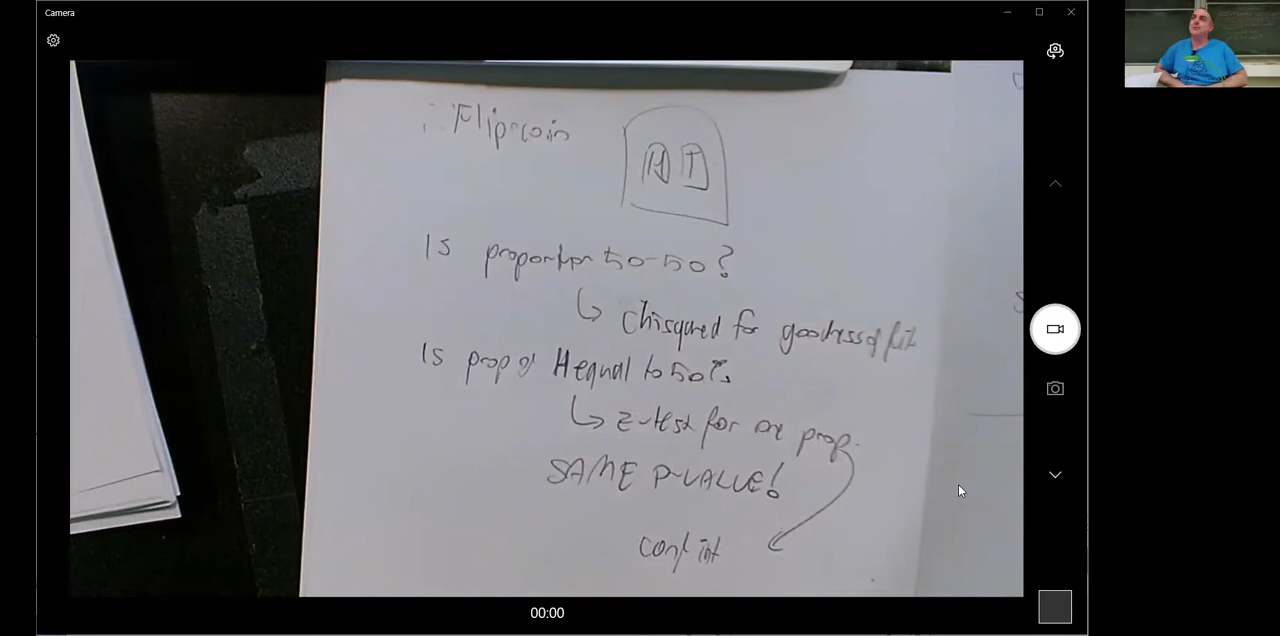 Camera
Flip coin
H T
Is proportion 50-50?
Chisquared for goodness of fit
Is prop of H equal to 50%
z-test for one prop.
SAME P-VALUE!
conf int
00:00